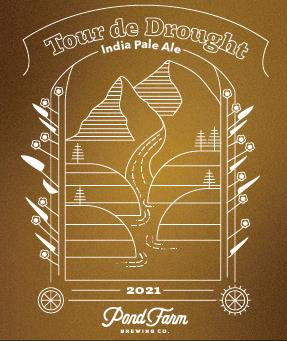 Tour de Drought
India Pale Ale
2021
Pond Farm
BREWING CO.